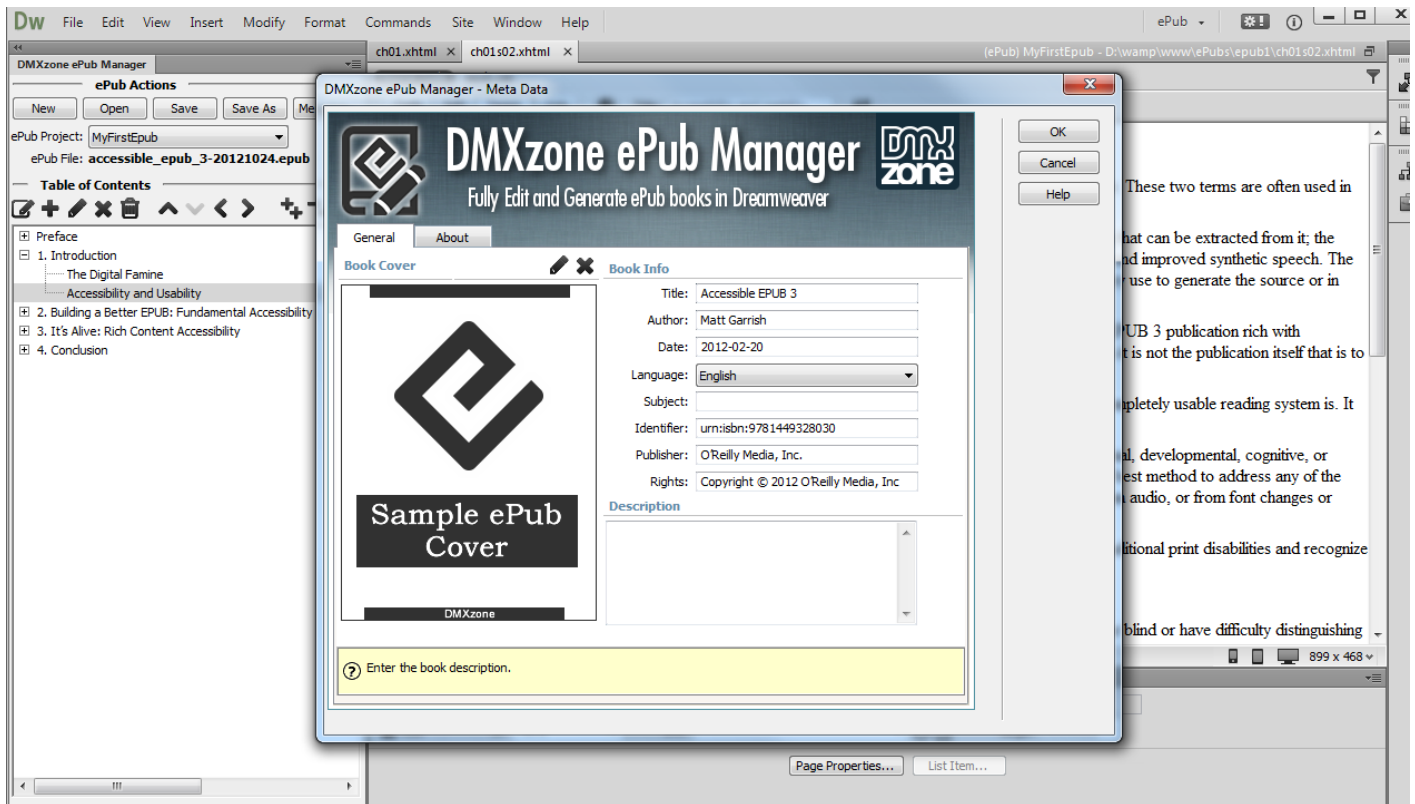 Dw File Edit View Insert Modify Format Commands Site Window Help ePub
DMXzone ePub Manager
ePub Actions
New Open Save Save As Me
ePub Project: MyFirstEpub
ePub File: accessible_epub_3-20121024.epub
Table of Contents
Preface
1. Introduction
The Digital Famine
Accessibility and Usability
2. Building a Better EPUB: Fundamental Accessibility
3. It's Alive: Rich Content Accessibility
4. Conclusion
ch01.xhtml ch01s02.xhtml (ePub) MyFirstEpub - D:\wamp\www\ePubs\epub1\ch01s02.xhtml
DMXzone ePub Manager - Meta Data
DMXzone ePub Manager
Fully Edit and Generate ePub books in Dreamweaver
DMX
zone
OK
Cancel
Help
General About
Book Cover
Sample ePub
Cover
DMXzone
Book Info
Title: Accessible EPUB 3
Author: Matt Garrish
Date: 2012-02-20
Language: English
Subject:
Identifier: urn:isbn:9781449328030
Publisher: O'Reilly Media, Inc.
Rights: Copyright © 2012 O'Reilly Media, Inc
Description
Enter the book description.
These two terms are often used in
hat can be extracted from it; the
nd improved synthetic speech. The
use to generate the source or in
PUB 3 publication rich with
t is not the publication itself that is to
pletely usable reading system is. It
al, developmental, cognitive, or
est method to address any of the
audio, or from font changes or
ditional print disabilities and recognize
blind or have difficulty distinguishing
899 x 468
Page Properties... List Item...